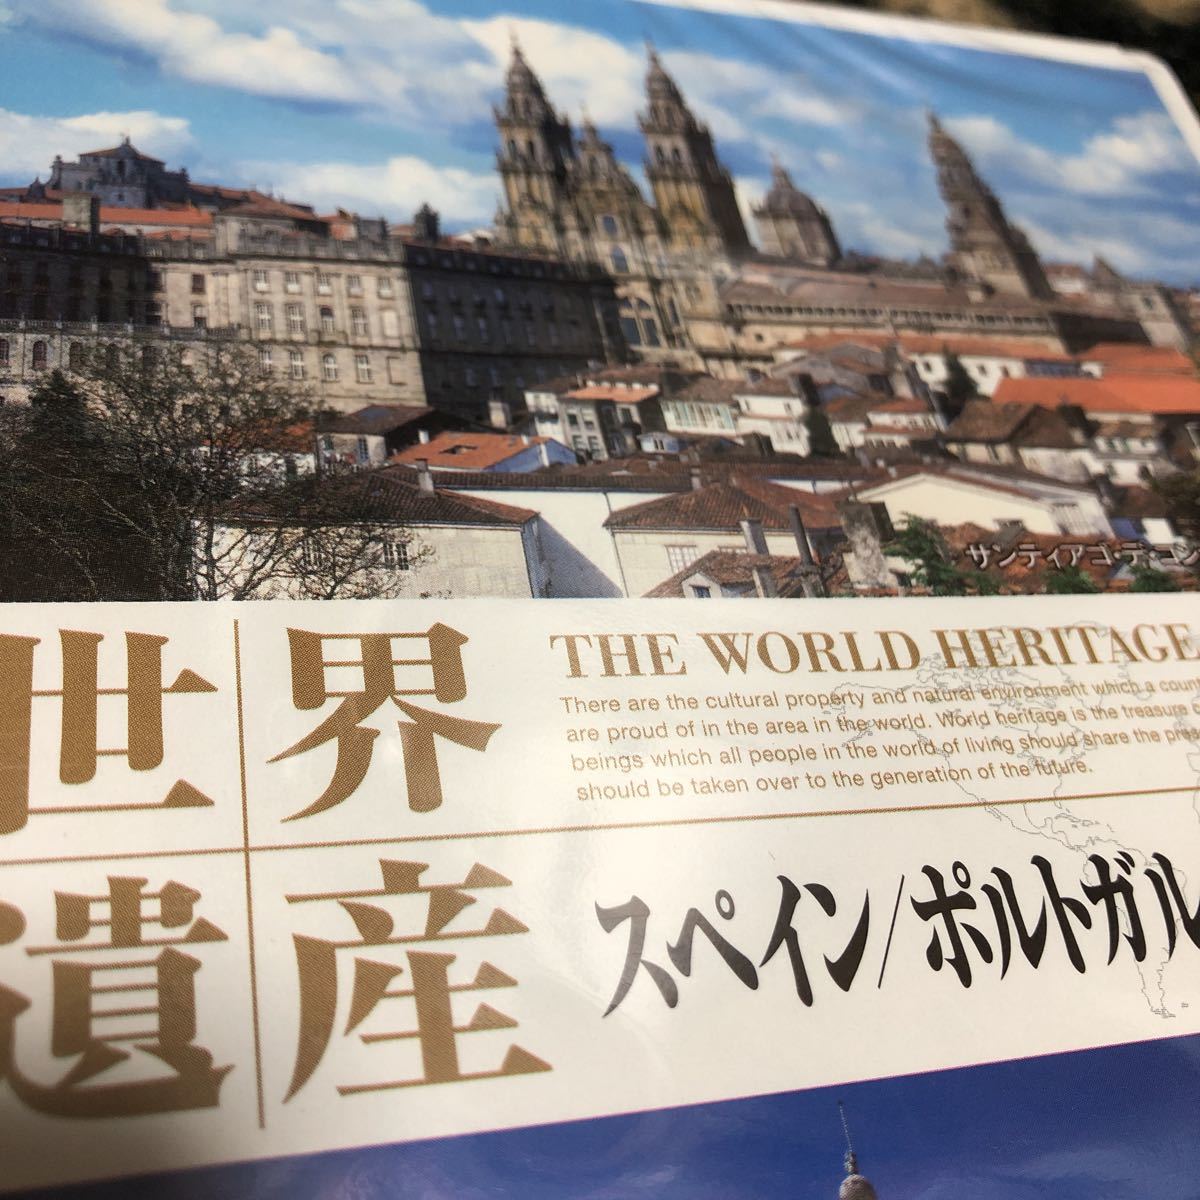 サンティアゴ・デ・コン
世界
遺産
THE WORLD HERITAGE
There are the cultural property and natural environment which a coun
are proud of in the area in the world. World heritage is the treasure
beings which all people in the world of living should share the prese
should be taken over to the generation of the future.
スペイン/ポルトガル